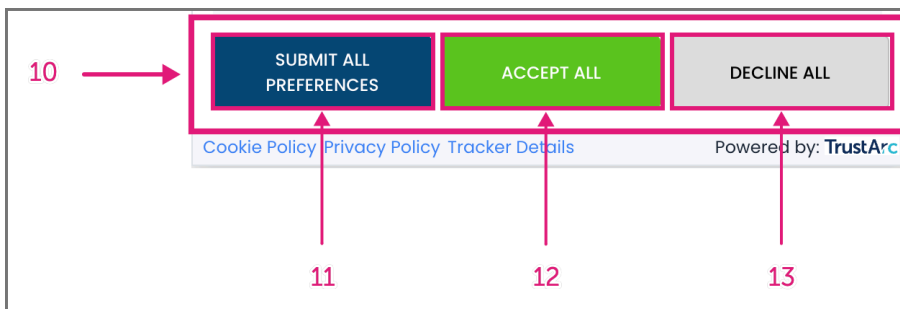 10
SUBMIT ALL
PREFERENCES
ACCEPT ALL
DECLINE ALL
Cookie Policy Privacy Policy Tracker Details
Powered by: TrustArc
11
12
13